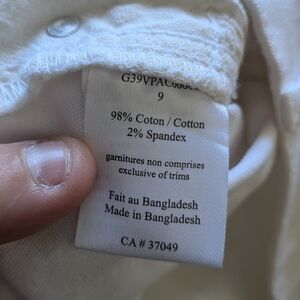 9
98% Coton / Cotton
2% Spandex
garnitures non comprises
exclusive of trims
Fait au Bangladesh
Made in Bangladesh
CA # 37049